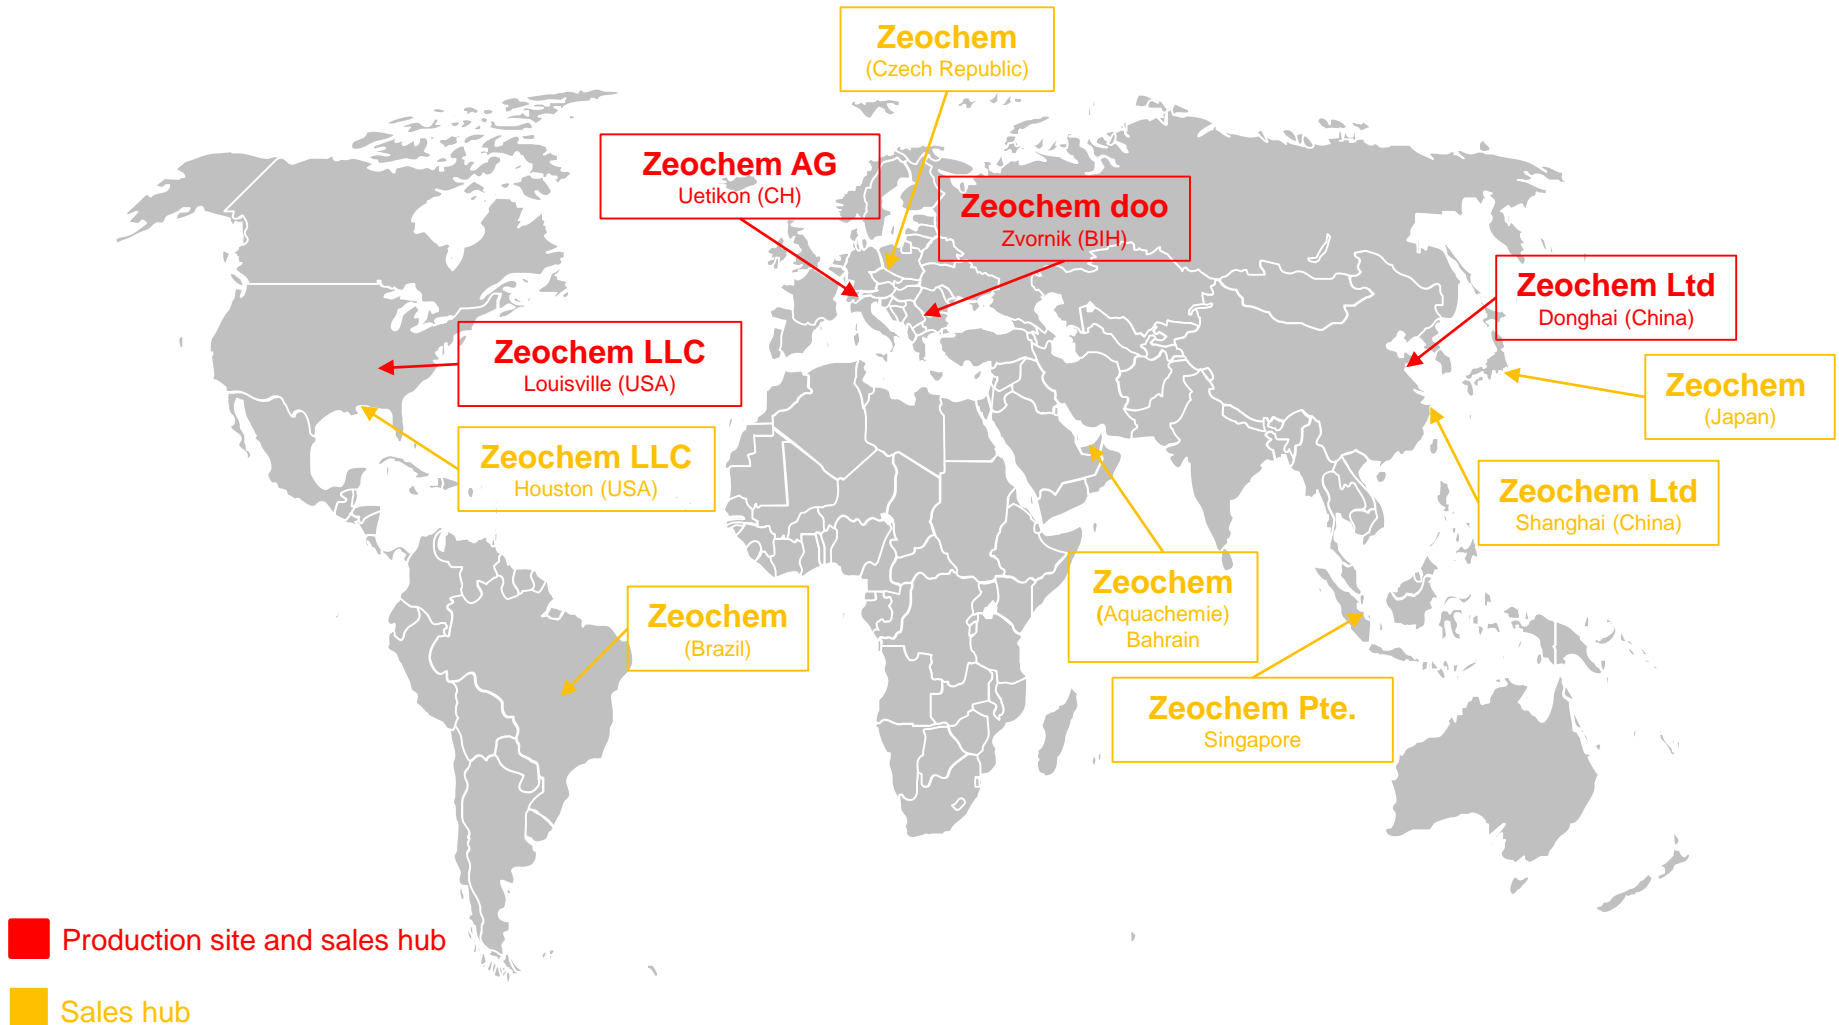 Zeochem
(Czech Republic)
Zeochem AG
Uetikon (CH)
Zeochem doo
Zvornik (BIH)
Zeochem Ltd
Donghai (China)
Zeochem LLC
Louisville (USA)
Zeochem
(Japan)
Zeochem LLC
Houston (USA)
Zeochem Ltd
Shanghai (China)
Zeochem
(Aquachemie)
Bahrain
Zeochem
(Brazil)
Zeochem Pte.
Singapore
Production site and sales hub
Sales hub